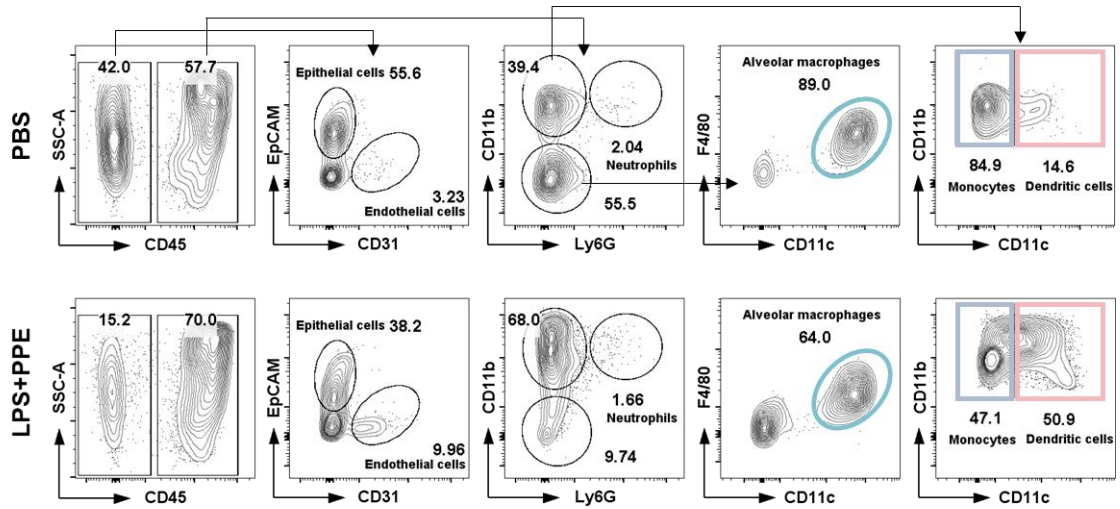 PBS
42.0
57.7
SSC-A
CD45
Epithelial cells 55.6
EpCAM
3.23
Endothelial cells
CD31
39.4
CD11b
2.04
Neutrophils
55.5
Ly6G
Alveolar macrophages
89.0
F4/80
CD11c
CD11b
84.9
14.6
Monocytes
Dendritic cells
CD11c
LPS+PPE
15.2
70.0
SSC-A
CD45
Epithelial cells 38.2
EpCAM
9.96
Endothelial cells
CD31
68.0
CD11b
1.66
Neutrophils
9.74
Ly6G
Alveolar macrophages
64.0
F4/80
CD11c
CD11b
47.1
50.9
Monocytes
Dendritic cells
CD11c